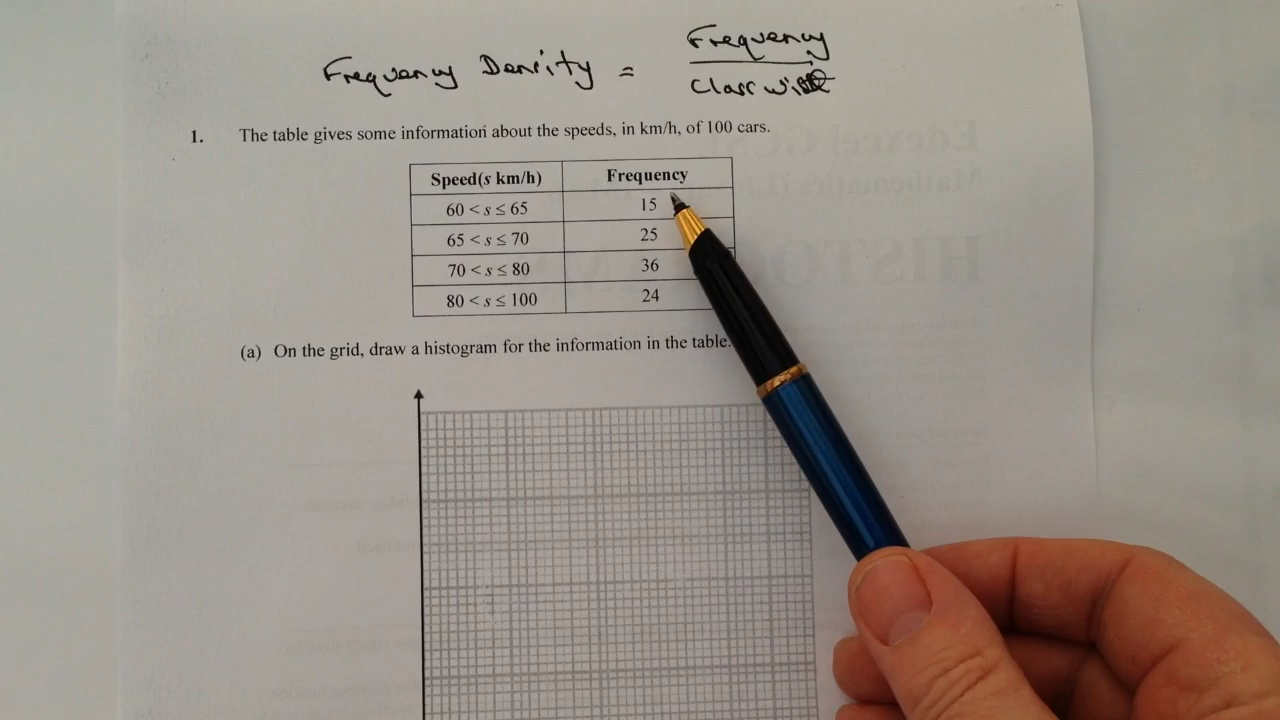 Frequency Density = Frequency
Class
1. The table gives some information about the speeds, in km/h, of 100 cars.
Speed(s km/h) Frequency
60 < s ≤ 65 15
65 < s ≤ 70 25
70 < s ≤ 80 36
80 < s ≤ 100 24
(a) On the grid, draw a histogram for the information in the table.